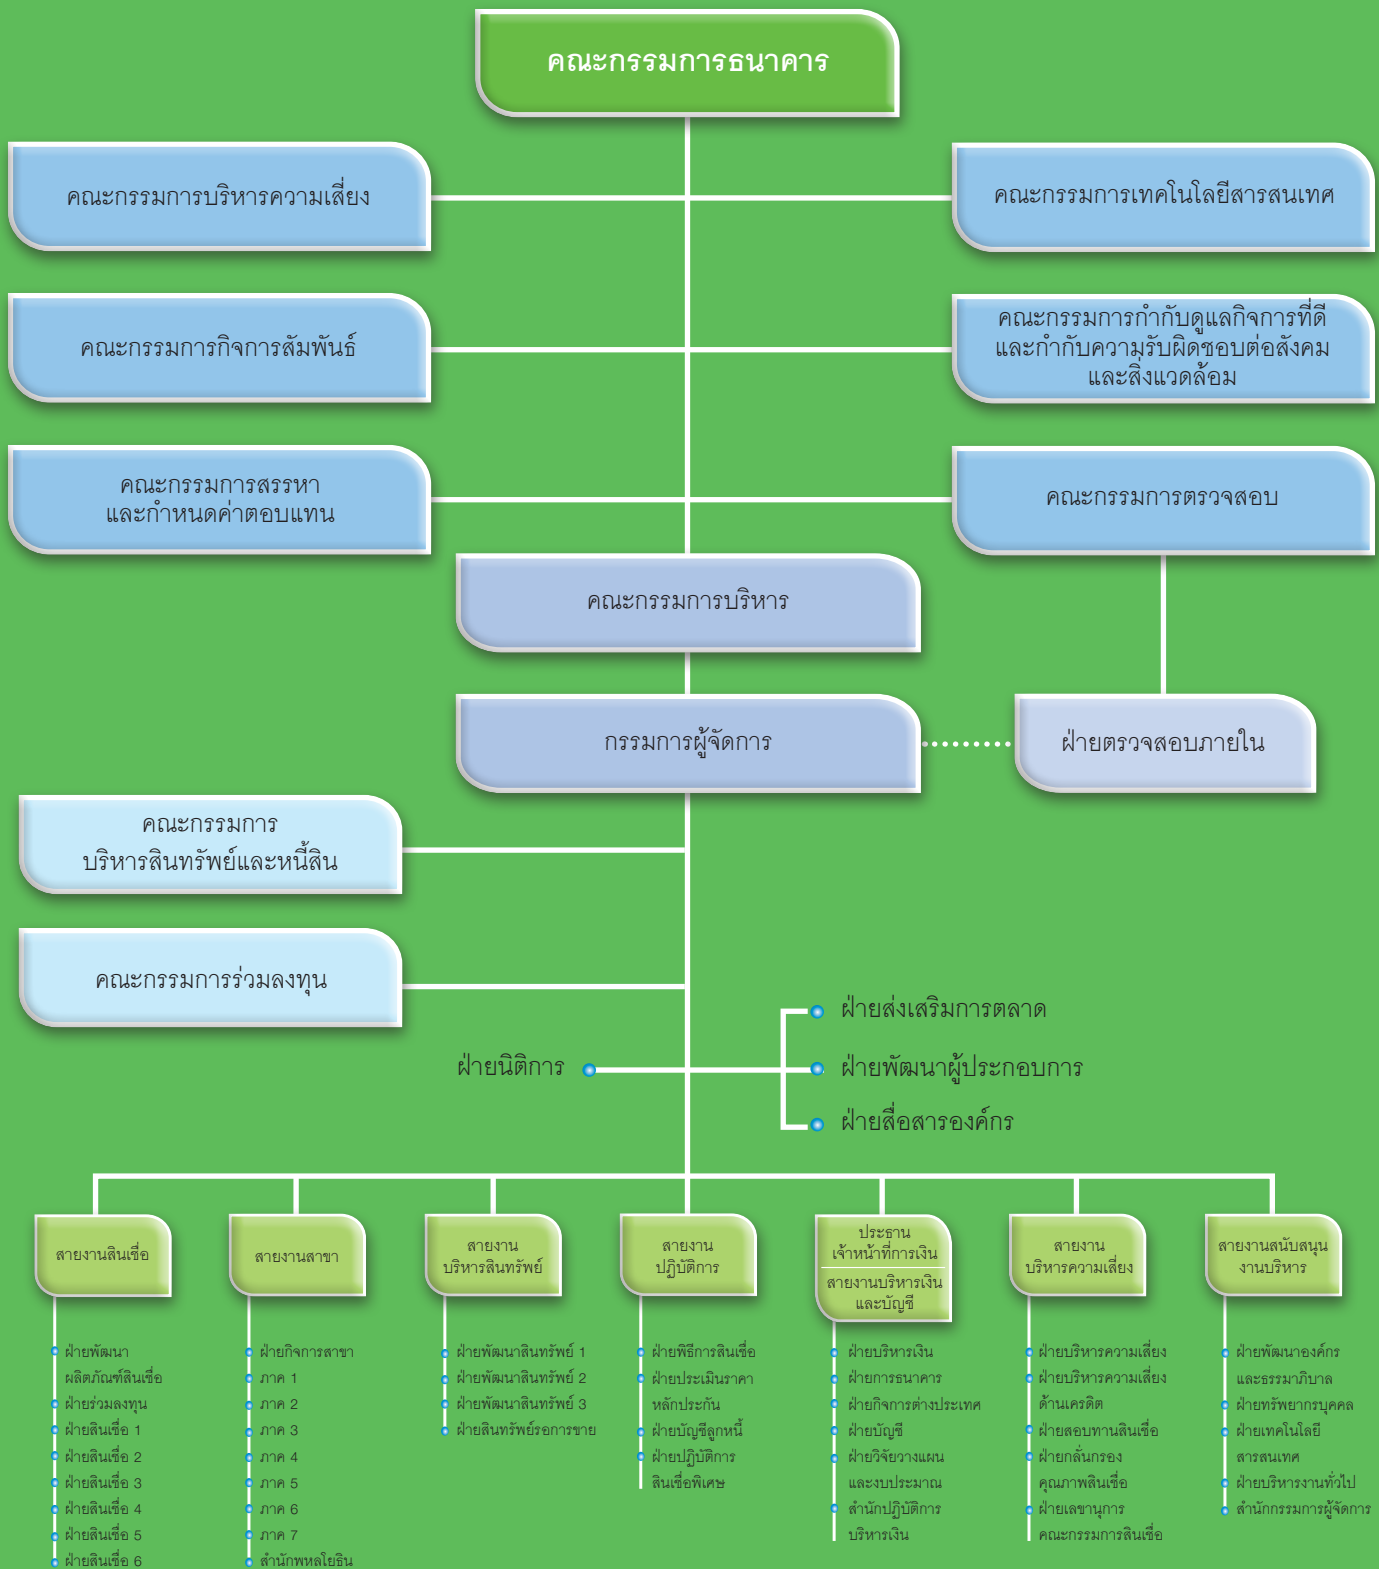 คณะกรรมการธนาคาร
คณะกรรมการบริหารความเสี่ยง
คณะกรรมการเทคโนโลยีสารสนเทศ
คณะกรรมการกิจการสัมพันธ์
คณะกรรมการกำกับดูแลกิจการที่ดี
และกำกับความรับผิดชอบต่อสังคม
และสิ่งแวดล้อม
คณะกรรมการสรรหา
และกำหนดค่าตอบแทน
คณะกรรมการตรวจสอบ
คณะกรรมการบริหาร
กรรมการผู้จัดการ
ฝ่ายตรวจสอบภายใน
คณะกรรมการ
บริหารสินทรัพย์และหนี้สิน
คณะกรรมการร่วมลงทุน
ฝ่ายส่งเสริมการตลาด
ฝ่ายนิติการ
ฝ่ายพัฒนาผู้ประกอบการ
ฝ่ายสื่อสารองค์กร
สายงานสินเชื่อ
ฝ่ายพัฒนา
ผลิตภัณฑ์สินเชื่อ
ฝ่ายร่วมลงทุน
ฝ่ายสินเชื่อ 1
ฝ่ายสินเชื่อ 2
ฝ่ายสินเชื่อ 3
ฝ่ายสินเชื่อ 4
ฝ่ายสินเชื่อ 5
ฝ่ายสินเชื่อ 6
สายงานสาขา
ฝ่ายกิจการสาขา
ภาค 1
ภาค 2
ภาค 3
ภาค 4
ภาค 5
ภาค 6
ภาค 7
สำนักพหลโยธิน
สายงาน
บริหารสินทรัพย์
ฝ่ายพัฒนาสินทรัพย์ 1
ฝ่ายพัฒนาสินทรัพย์ 2
ฝ่ายพัฒนาสินทรัพย์ 3
ฝ่ายสินทรัพย์รอการขาย
สายงาน
ปฏิบัติการ
ฝ่ายพิธีการสินเชื่อ
ฝ่ายประเมินราคา
หลักประกัน
ฝ่ายบัญชีลูกหนี้
ฝ่ายปฏิบัติการ
สินเชื่อพิเศษ
ประธาน
เจ้าหน้าที่การเงิน
สายงานบริหารเงิน
และบัญชี
ฝ่ายบริหารเงิน
ฝ่ายการธนาคาร
ฝ่ายกิจการต่างประเทศ
ฝ่ายบัญชี
ฝ่ายวิจัยวางแผน
และงบประมาณ
สำนักปฏิบัติการ
บริหารเงิน
สายงาน
บริหารความเสี่ยง
ฝ่ายบริหารความเสี่ยง
ฝ่ายบริหารความเสี่ยง
ด้านเครดิต
ฝ่ายสอบทานสินเชื่อ
ฝ่ายกลั่นกรอง
คุณภาพสินเชื่อ
ฝ่ายเลขานุการ
คณะกรรมการสินเชื่อ
สายงานสนับสนุน
งานบริหาร
ฝ่ายพัฒนาองค์กร
และธรรมาภิบาล
ฝ่ายทรัพยากรบุคคล
ฝ่ายเทคโนโลยี
สารสนเทศ
ฝ่ายบริหารงานทั่วไป
สำนักกรรมการผู้จัดการ